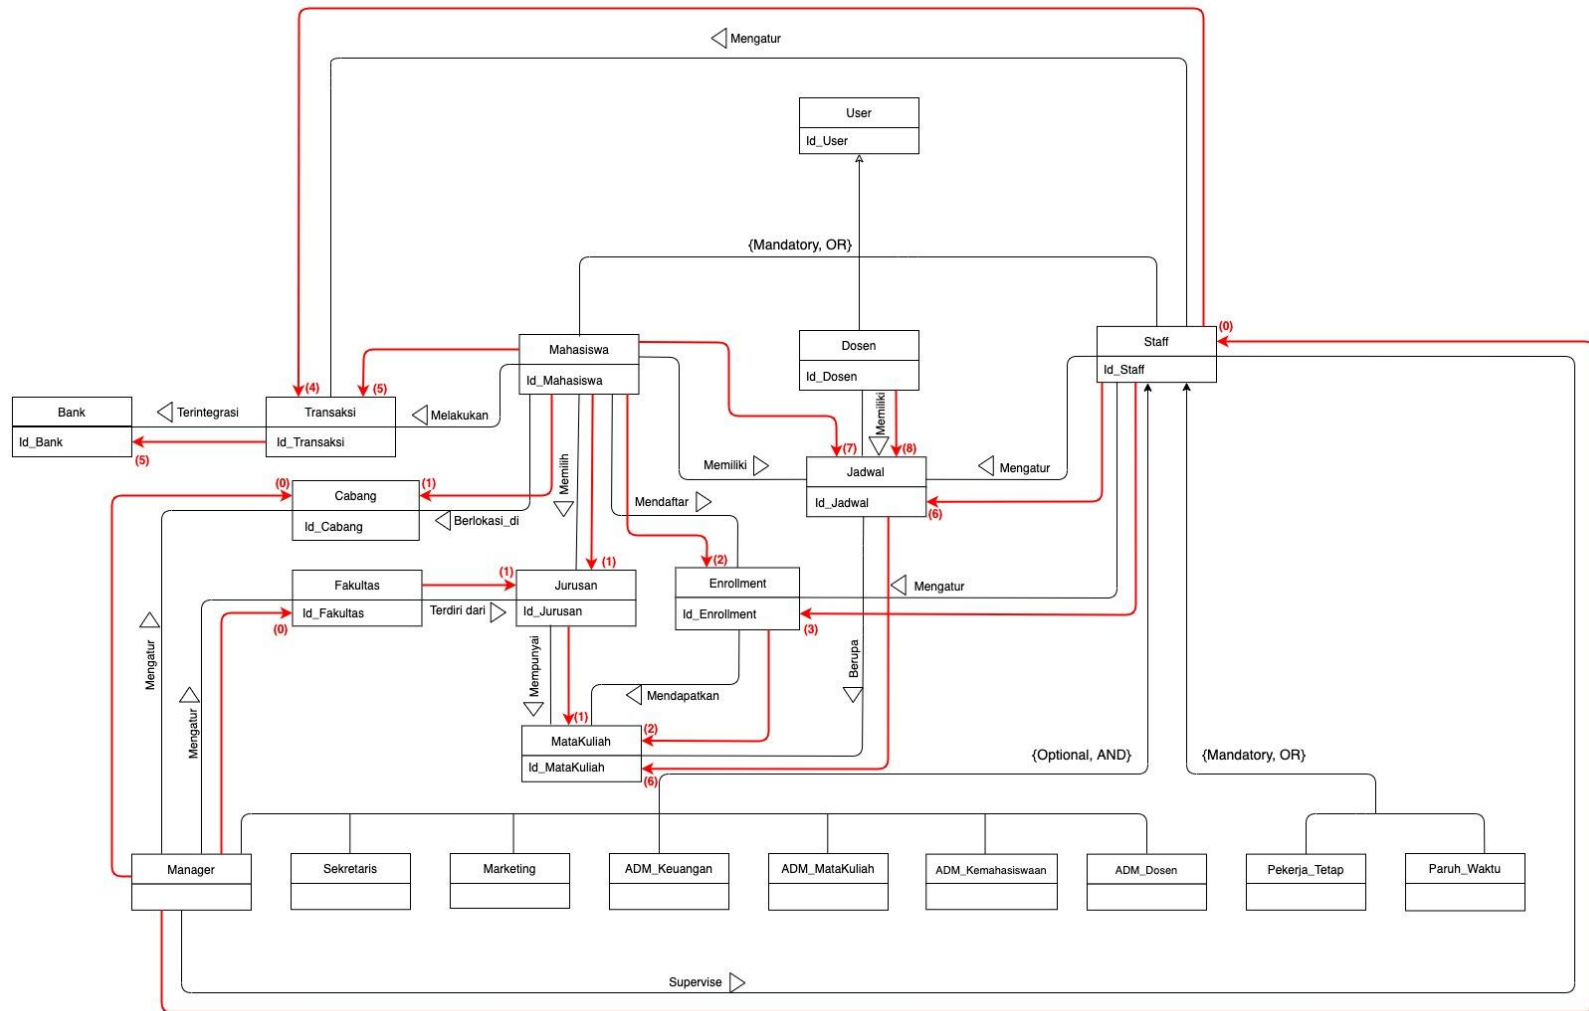 Mengatur
User
Id_User
{Mandatory, OR}
(0)
Mahasiswa
Id_Mahasiswa
Dosen
Id_Dosen
Staff
Id_Staff
(4)
(5)
Bank
Id_Bank
(5)
Terintegrasi
Transaksi
Id_Transaksi
Melakukan
Memiliki
(7)
(8)
Jadwal
Id_Jadwal
(6)
Memiliki
Mengatur
(0)
Cabang
Id_Cabang
(1)
Berlokasi_di
Memilih
Mendaftar
(1)
(2)
Fakultas
Id_Fakultas
(0)
(1)
Terdiri dari
Jurusan
Id_Jurusan
Enrollment
Id_Enrollment
(3)
Mengatur
Mengatur
Mengatur
Mempunyai
Mendapatkan
Berupa
(1)
(2)
MataKuliah
Id_MataKuliah
(6)
{Optional, AND}
{Mandatory, OR}
Manager
Sekretaris
Marketing
ADM_Keuangan
ADM_MataKuliah
ADM_Kemahasiswaan
ADM_Dosen
Pekerja_Tetap
Paruh_Waktu
Supervise